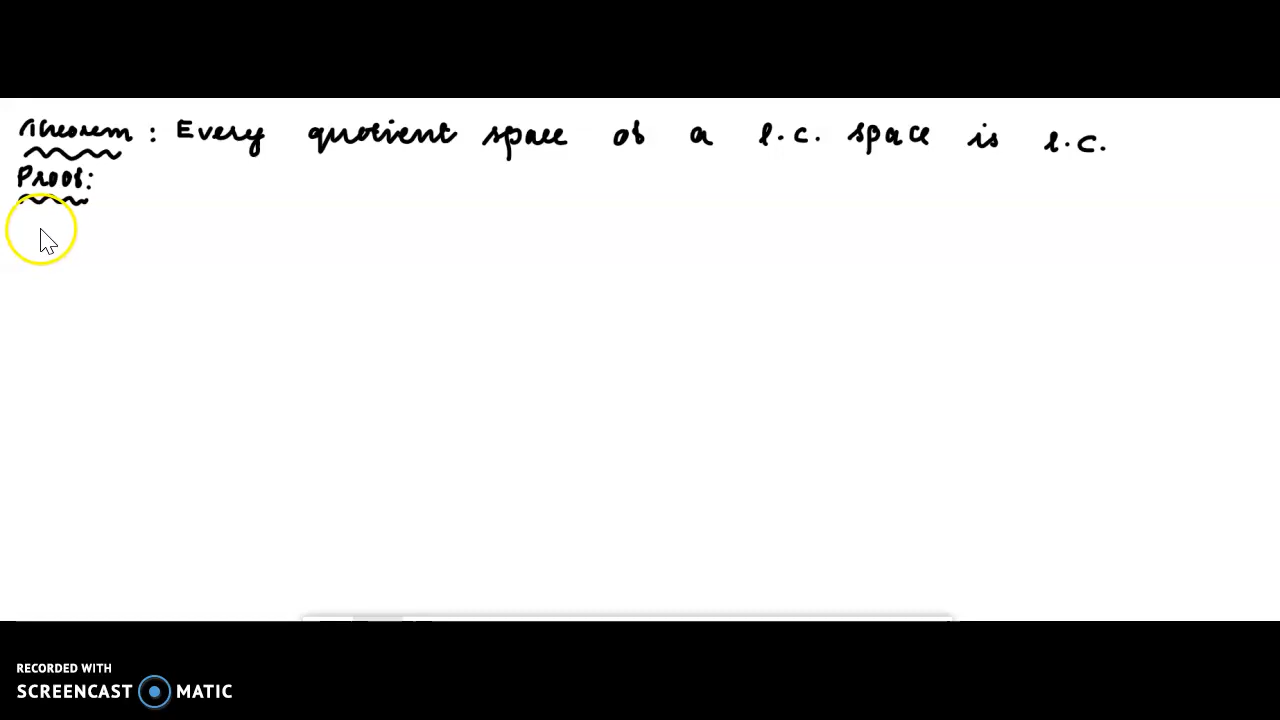 Theorem : Every quotient space of a l.c. space is l.c.
Proof:
RECORDED WITH
SCREENCAST MATIC